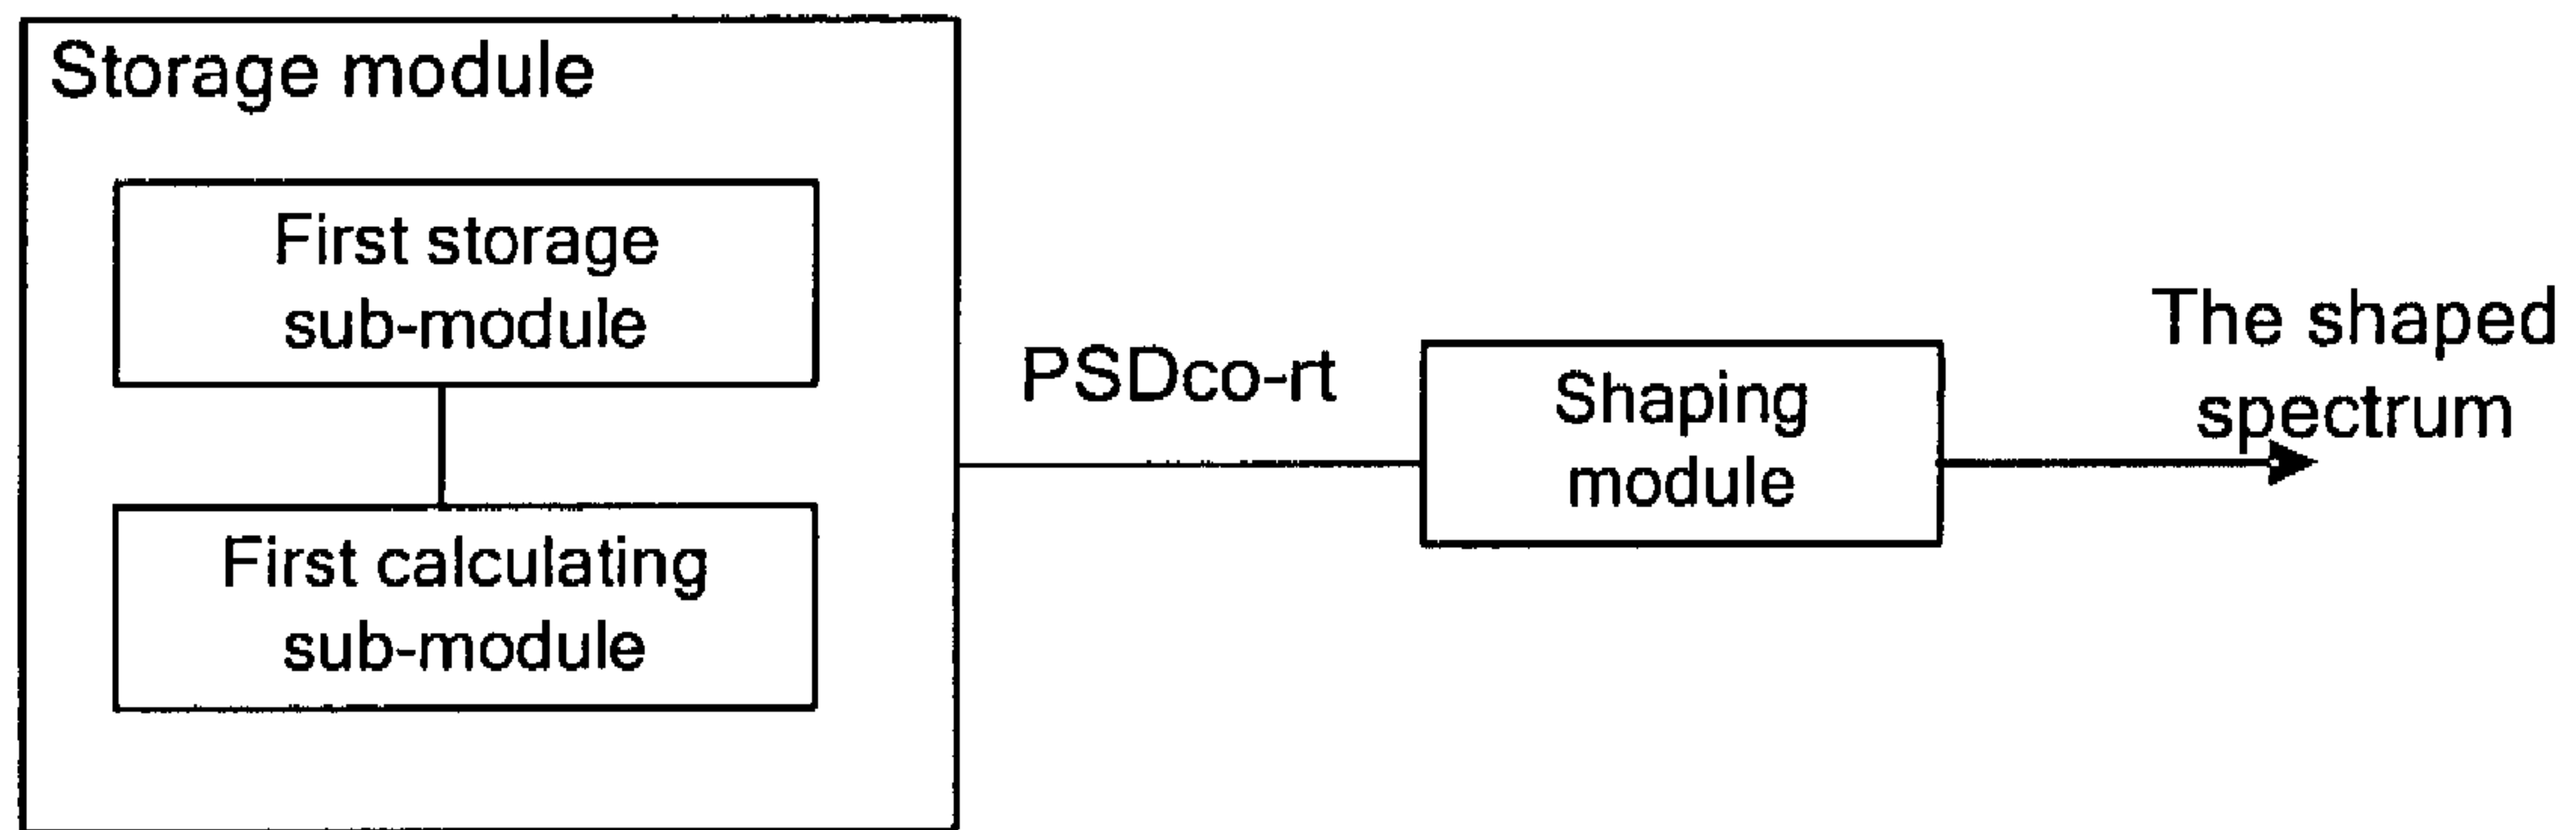 Storage module
First storage
sub-module
First calculating
sub-module
PSDco-rt
Shaping
module
The shaped
spectrum